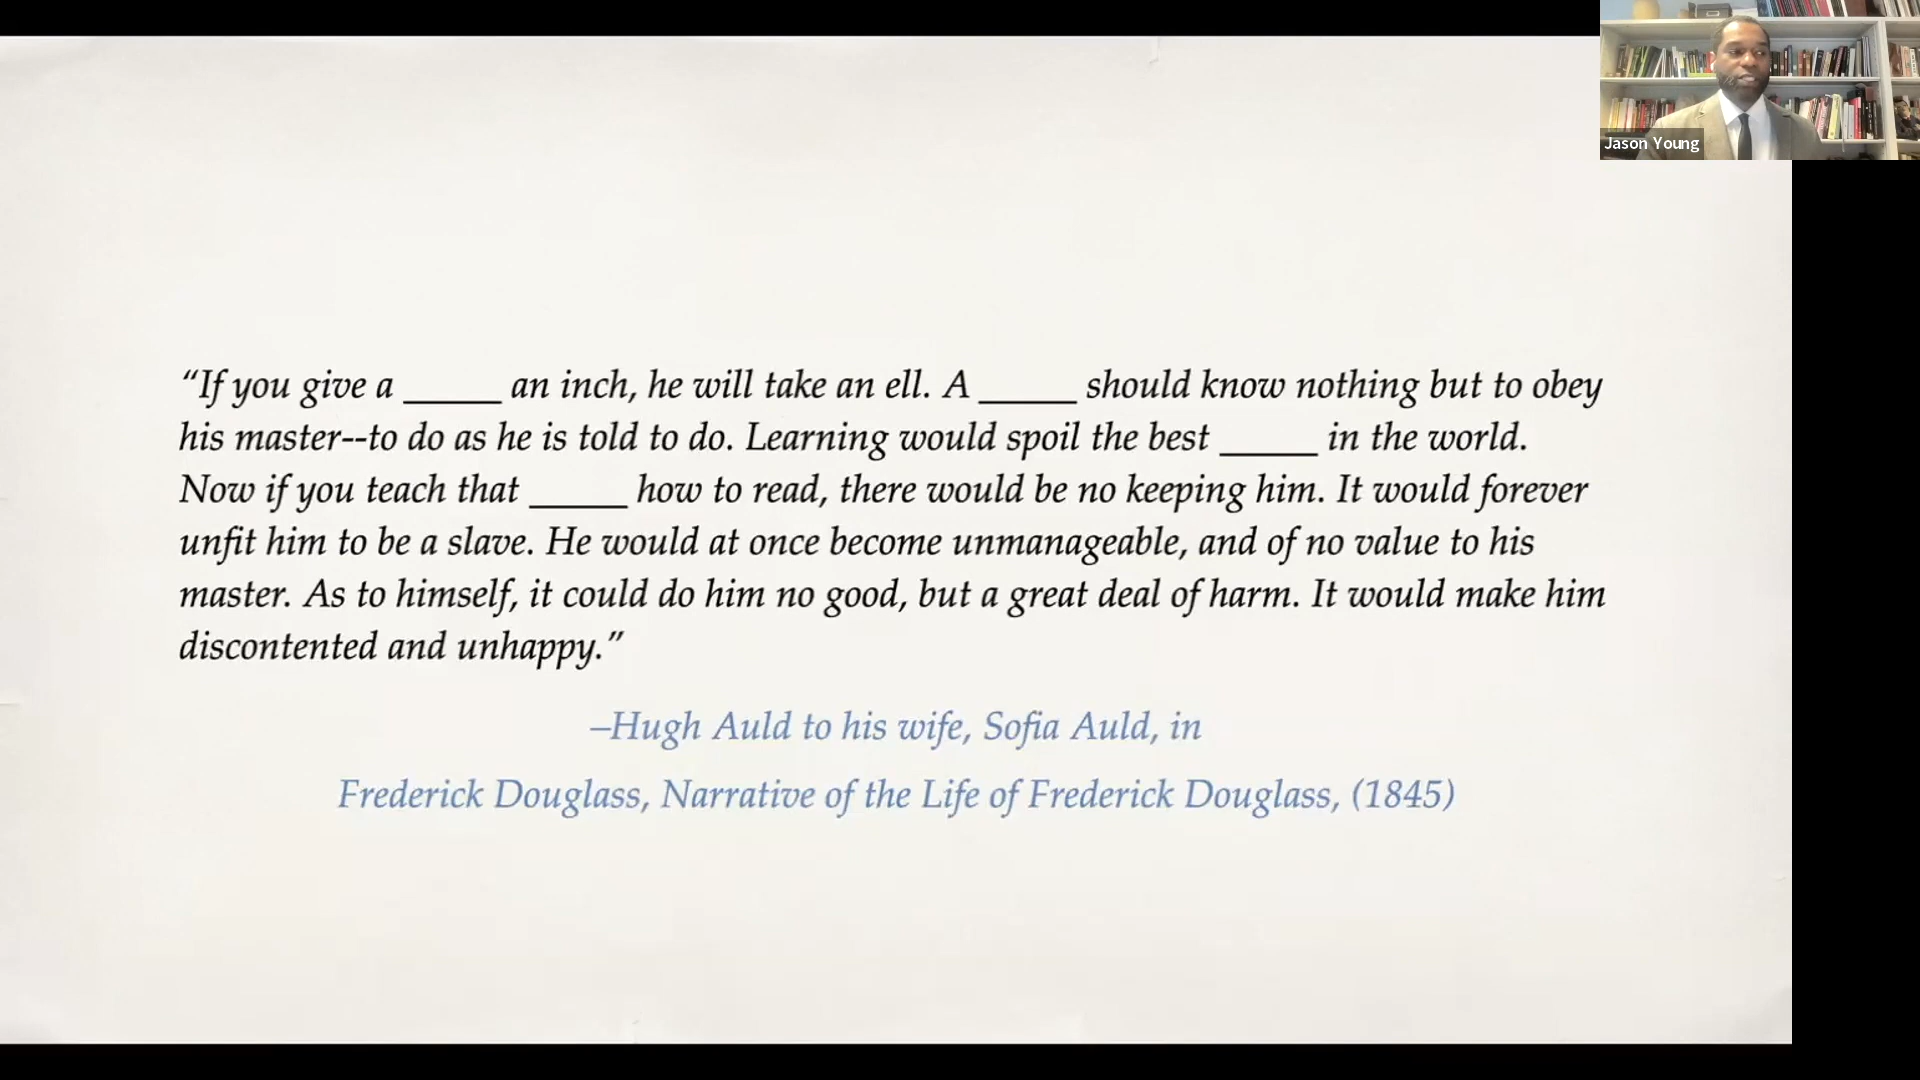 Jason Young
“If you give a _____ an inch, he will take an ell. A _____ should know nothing but to obey
his master--to do as he is told to do. Learning would spoil the best _____ in the world.
Now if you teach that _____ how to read, there would be no keeping him. It would forever
unfit him to be a slave. He would at once become unmanageable, and of no value to his
master. As to himself, it could do him no good, but a great deal of harm. It would make him
discontented and unhappy.”
–Hugh Auld to his wife, Sofia Auld, in
Frederick Douglass, Narrative of the Life of Frederick Douglass, (1845)